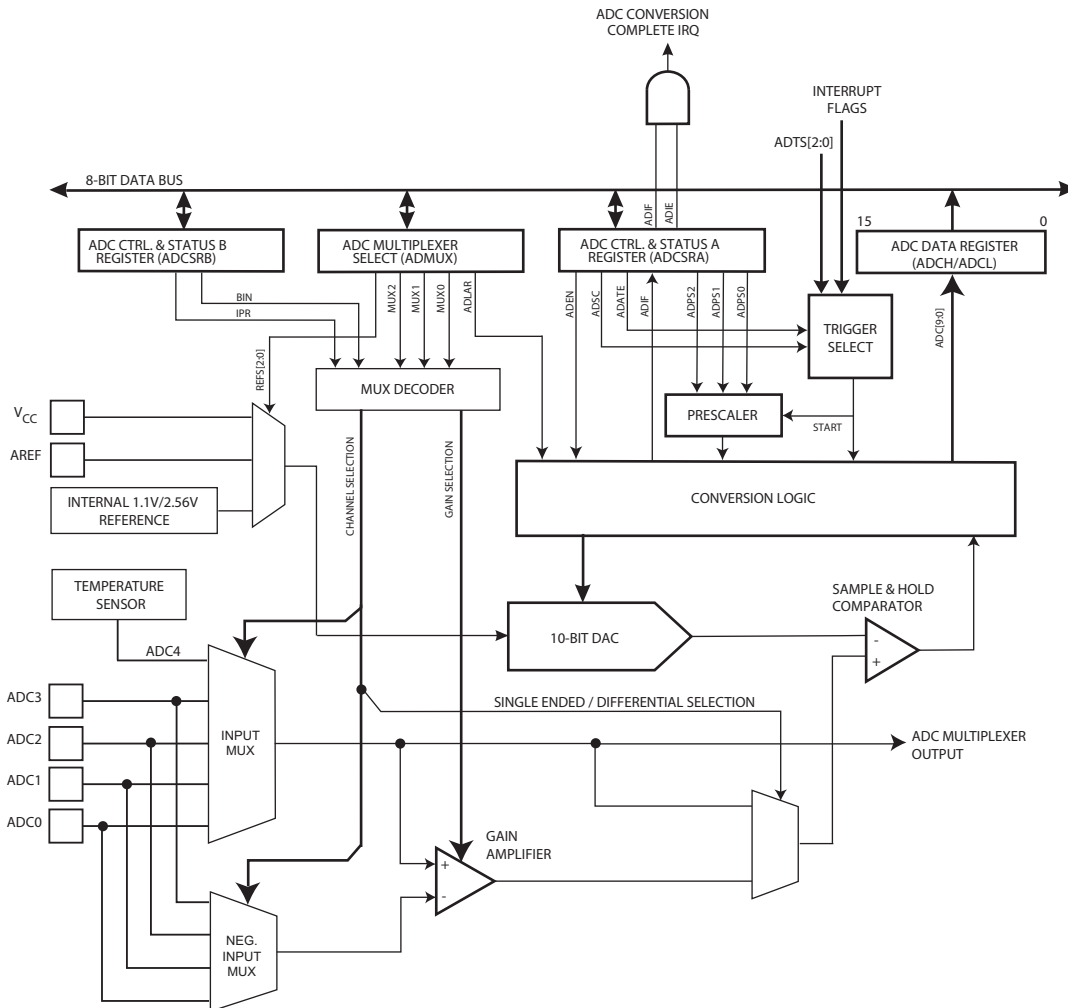 ADC CONVERSION
COMPLETE IRQ
INTERRUPT
FLAGS
ADTS[2:0]
8-BIT DATA BUS
ADIF
ADIE
15
0
ADC CTRL. & STATUS B
REGISTER (ADCSRB)
ADC MULTIPLEXER
SELECT (ADMUX)
ADC CTRL. & STATUS A
REGISTER (ADCSRA)
ADC DATA REGISTER
(ADCH/ADCL)
BIN
IPR
REFS[2:0]
MUX2
MUX1
MUX0
ADLAR
ADEN
ADSC
ADATE
ADIF
ADPS2
ADPS1
ADPS0
TRIGGER
SELECT
ADC[9:0]
MUX DECODER
PRESCALER
START
VCC
AREF
INTERNAL 1.1V/2.56V
REFERENCE
CHANNEL SELECTION
GAIN SELECTION
CONVERSION LOGIC
TEMPERATURE
SENSOR
10-BIT DAC
SAMPLE & HOLD
COMPARATOR
-
+
ADC4
ADC3
ADC2
ADC1
ADC0
INPUT
MUX
SINGLE ENDED / DIFFERENTIAL SELECTION
ADC MULTIPLEXER
OUTPUT
GAIN
AMPLIFIER
+
-
NEG.
INPUT
MUX